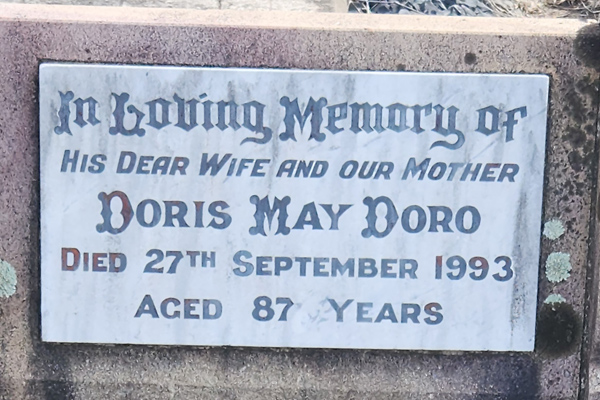 In Loving Memory of
HIS DEAR WIFE AND OUR MOTHER
DORIS MAY DORO
DIED 27TH SEPTEMBER 1993
AGED 87 YEARS